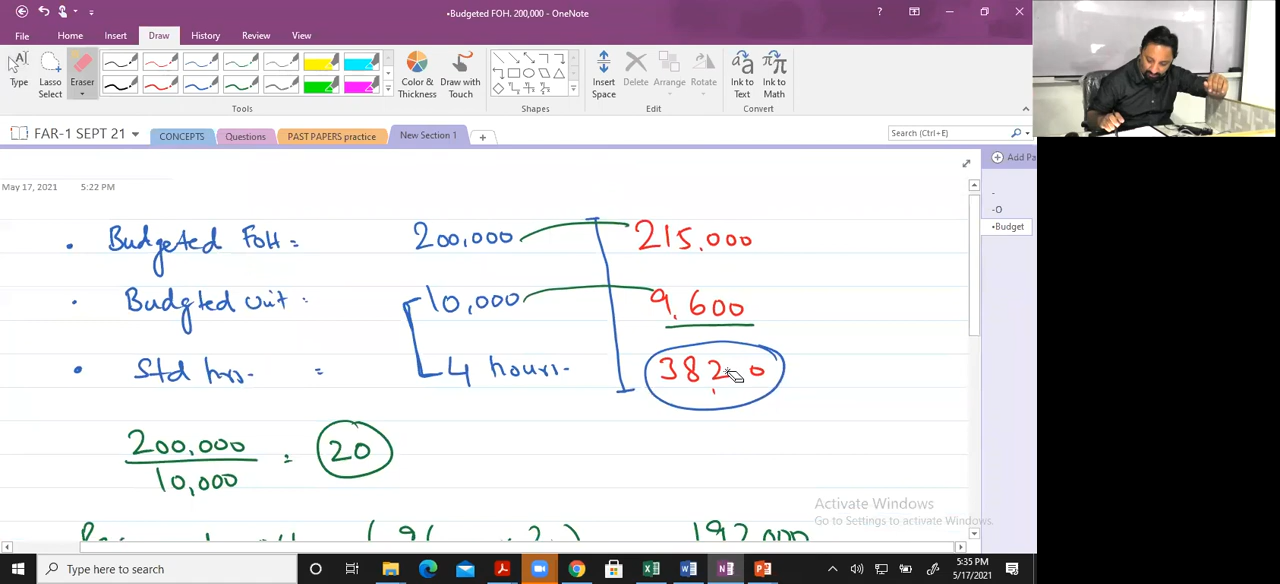 •Budgeted FOH. 200,000 - OneNote
File Home Insert Draw History Review View
Type Lasso Select Eraser Color & Thickness Draw with Touch Insert Space Delete Arrange Rotate Ink to Text Ink to Math
Tools Shapes Edit Convert
FAR-1 SEPT 21 CONCEPTS Questions PAST PAPERS practice New Section 1 Search (Ctrl+E)
Add Pa
May 17, 2021 5:22 PM
-O
•Budget
• Budgeted FOH = 200,000 215.000
• Budgted Unit : 10,000 9.600
• Std hrs. = 4 hours. 382 0
200,000
10,000
= 20
192,000
Activate Windows
Go to Settings to activate Windows.
Type here to search
5:35 PM
5/17/2021